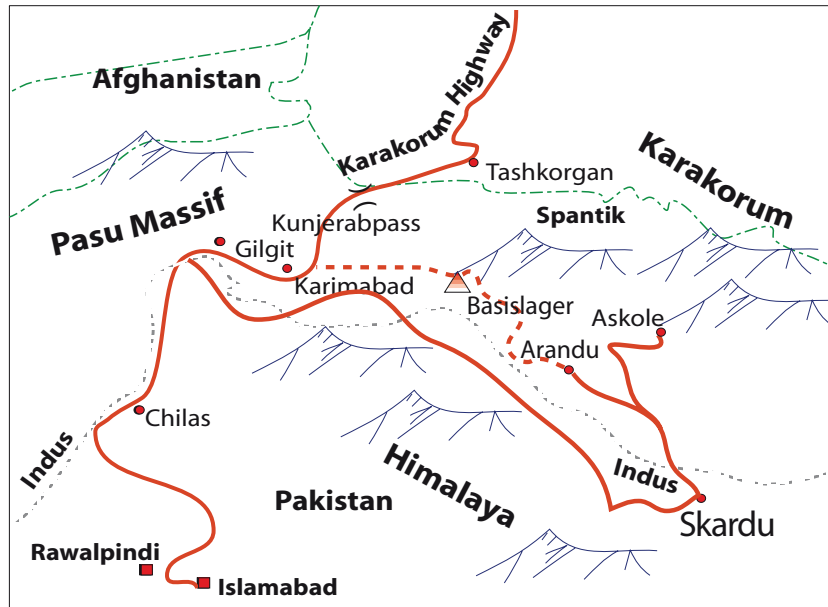 Afghanistan
Karakorum Highway
Tashkorgan
Karakorum
Pasu Massif
Kunjerabpass
Spantik
Gilgit
Karimabad
Basislager
Askole
Arandu
Chilas
Indus
Himalaya
Indus
Pakistan
Skardu
Rawalpindi
Islamabad